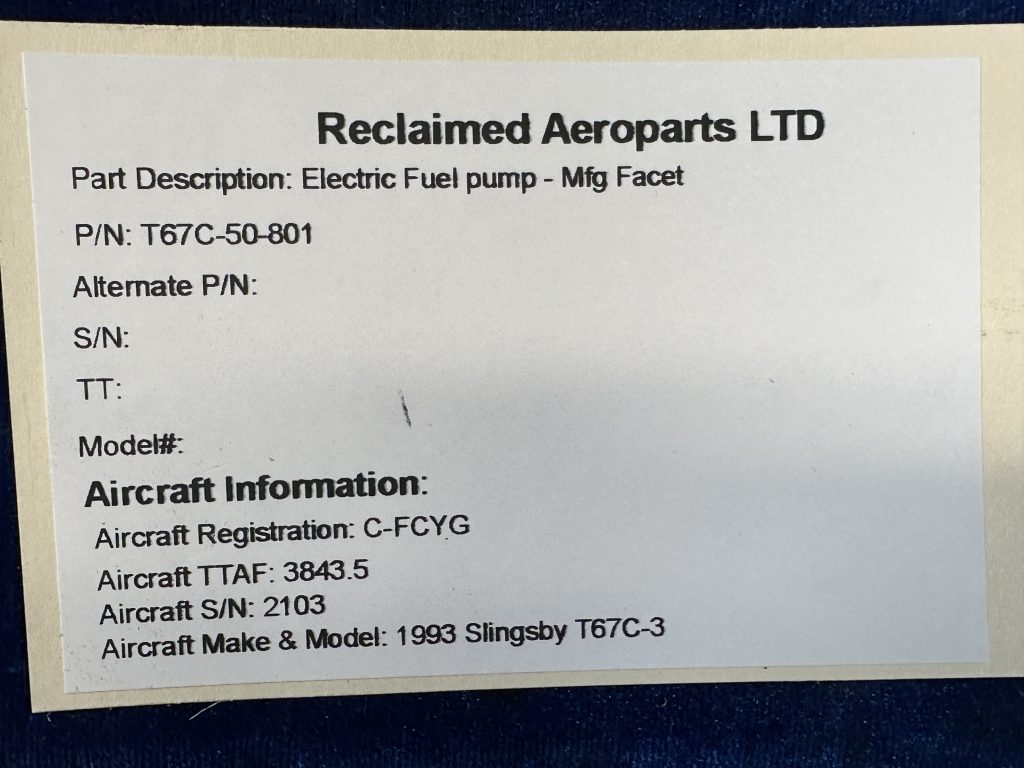 Reclaimed Aeroparts LTD
Part Description: Electric Fuel pump - Mfg Facet
P/N: T67C-50-801
Alternate P/N:
S/N:
TT:
Model#:
Aircraft Information:
Aircraft Registration: C-FCYG
Aircraft TTAF: 3843.5
Aircraft S/N: 2103
Aircraft Make & Model: 1993 Slingsby T67C-3